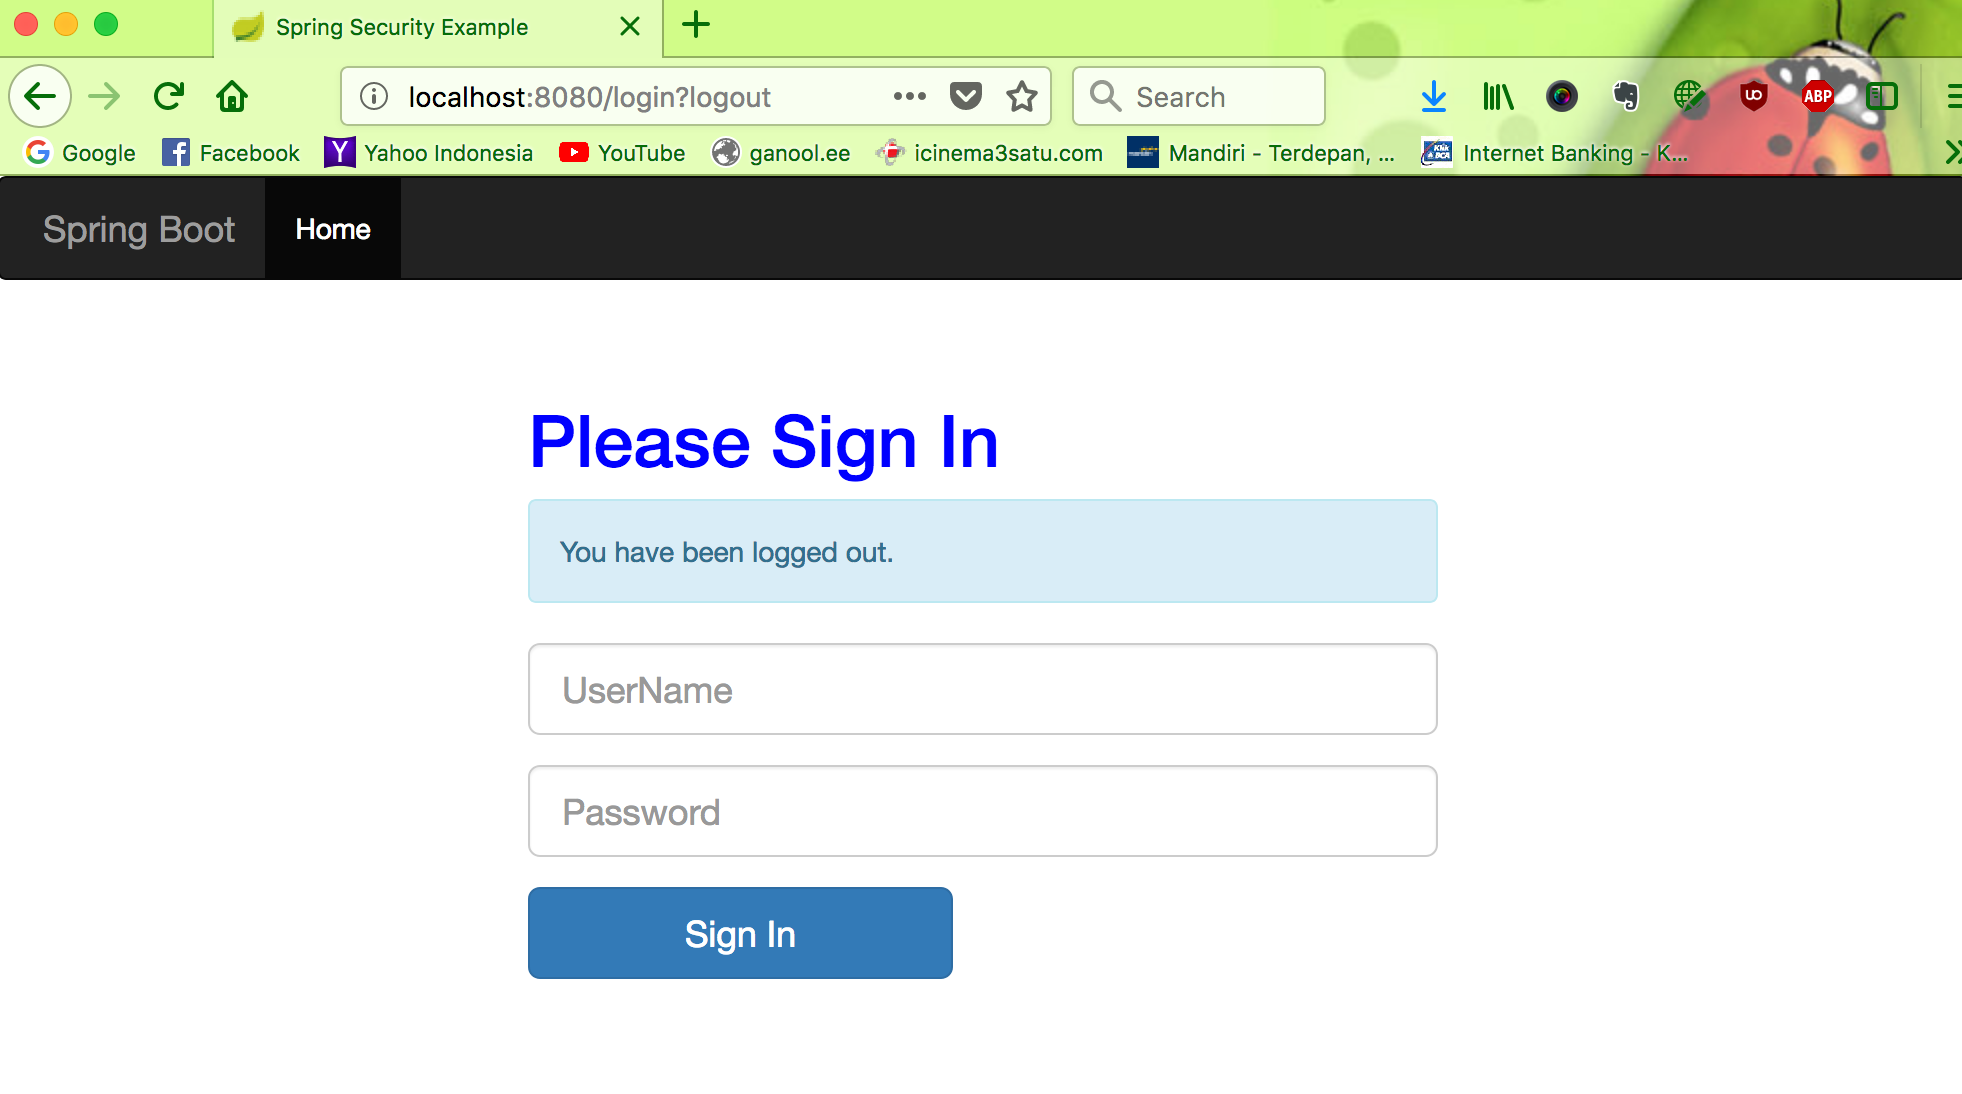 Spring Security Example
localhost:8080/login?logout
Search
ABP
Google Facebook Yahoo Indonesia YouTube ganool.ee icinema3satu.com Mandiri - Terdepan, ... Internet Banking - K...
Spring Boot Home
Please Sign In
You have been logged out.
UserName
Password
Sign In